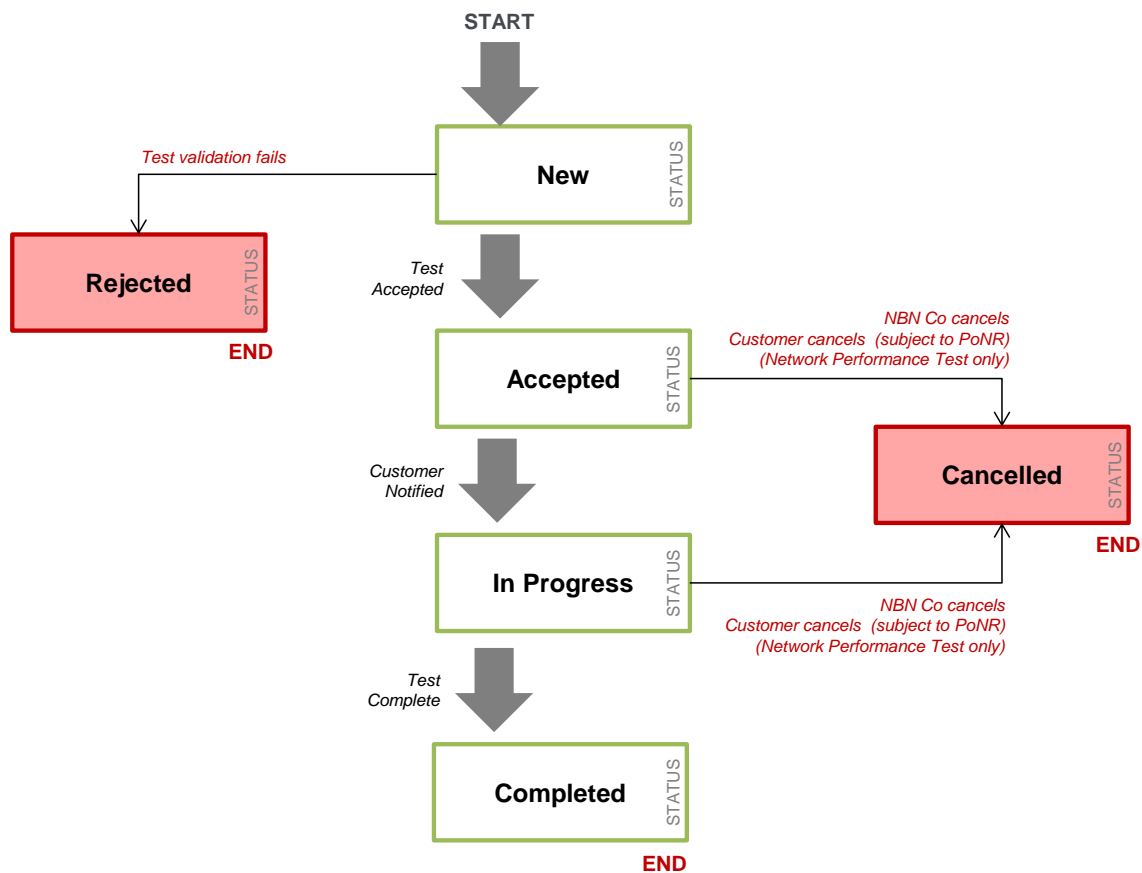 START
New
STATUS
Test validation fails
Rejected
STATUS
END
Test
Accepted
NBN Co cancels
Customer cancels (subject to PoNR)
(Network Performance Test only)
Accepted
STATUS
Customer
Notified
Cancelled
STATUS
END
In Progress
STATUS
NBN Co cancels
Customer cancels (subject to PoNR)
(Network Performance Test only)
Test
Complete
Completed
STATUS
END